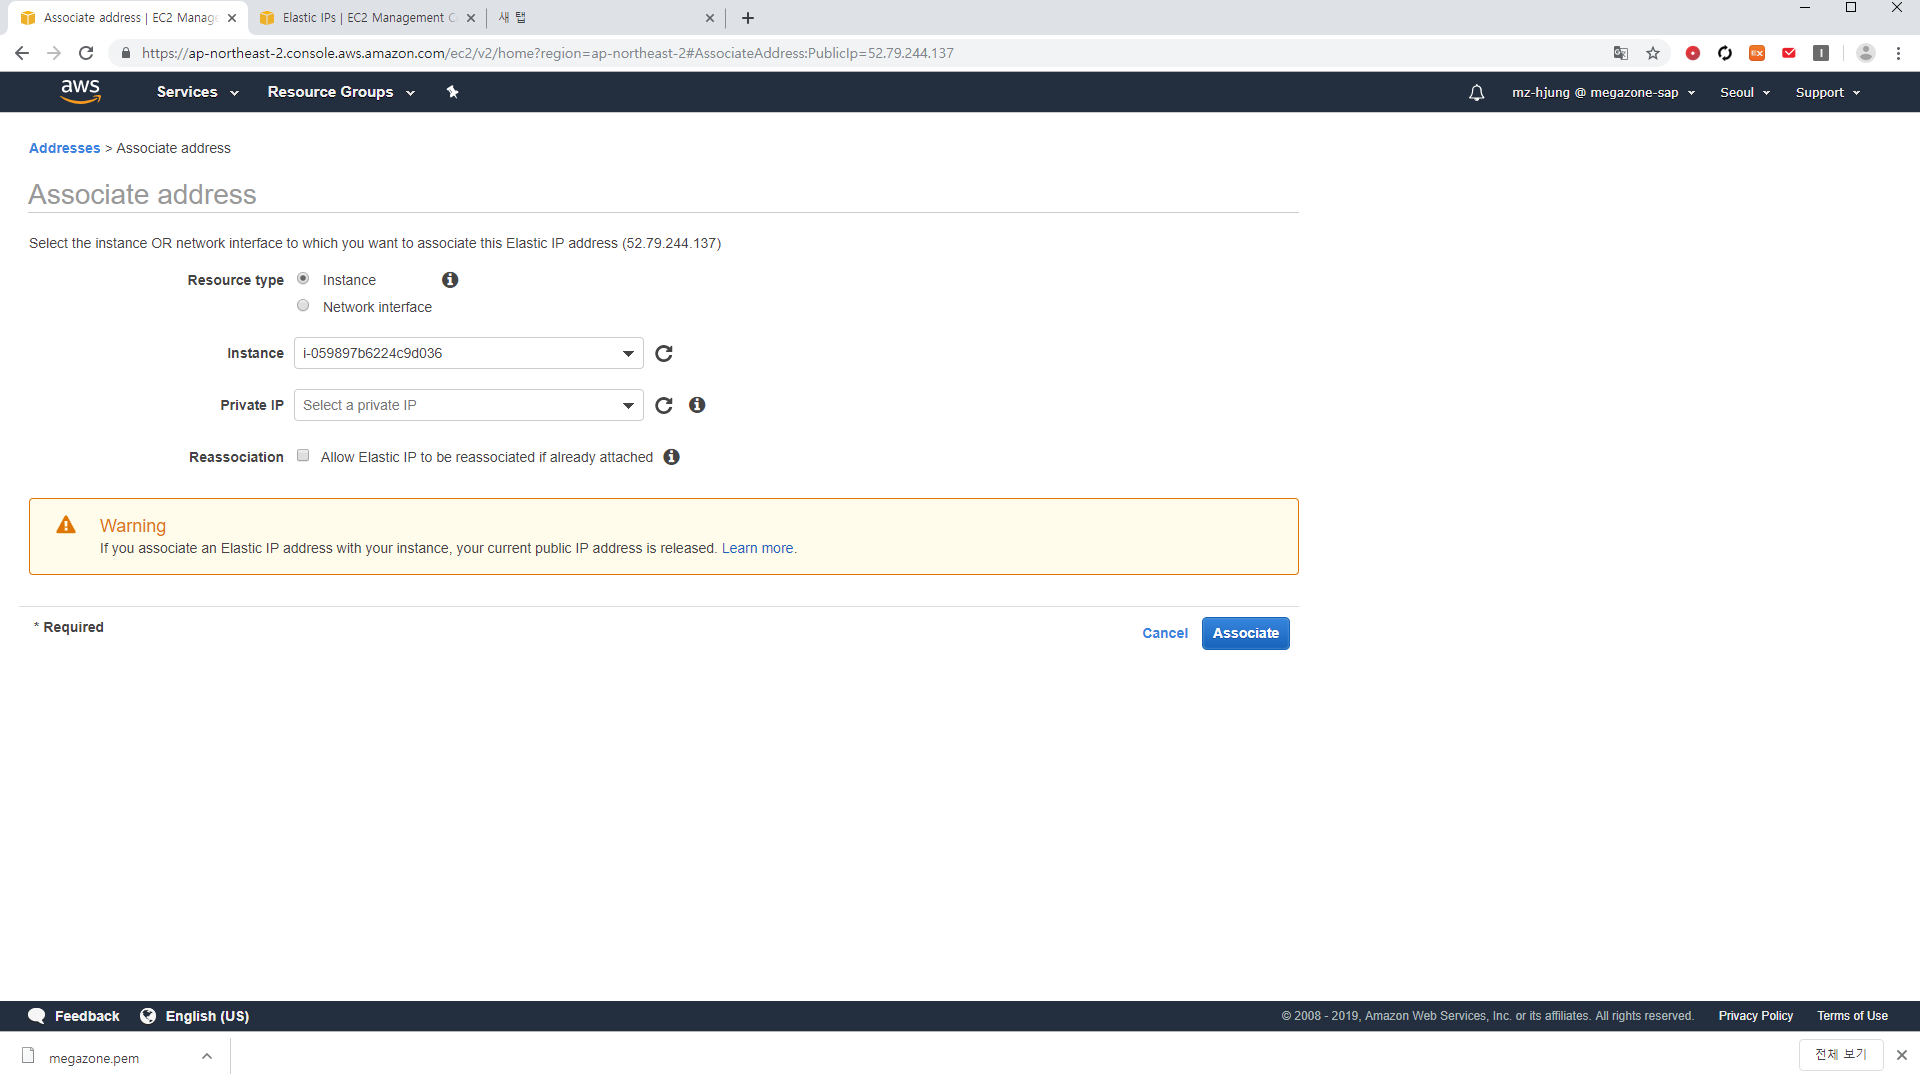 Associate address | EC2 Manage
Elastic IPs | EC2 Management C
새 탭
https://ap-northeast-2.console.aws.amazon.com/ec2/v2/home?region=ap-northeast-2#AssociateAddress:PublicIp=52.79.244.137
aws
Services
Resource Groups
mz-hjung @ megazone-sap
Seoul
Support
Addresses > Associate address
Associate address
Select the instance OR network interface to which you want to associate this Elastic IP address (52.79.244.137)
Resource type
Instance
Network interface
Instance
i-059897b6224c9d036
Private IP
Select a private IP
Reassociation
Allow Elastic IP to be reassociated if already attached
Warning
If you associate an Elastic IP address with your instance, your current public IP address is released. Learn more.
* Required
Cancel
Associate
Feedback
English (US)
© 2008 - 2019, Amazon Web Services, Inc. or its affiliates. All rights reserved.
Privacy Policy
Terms of Use
megazone.pem
전체 보기